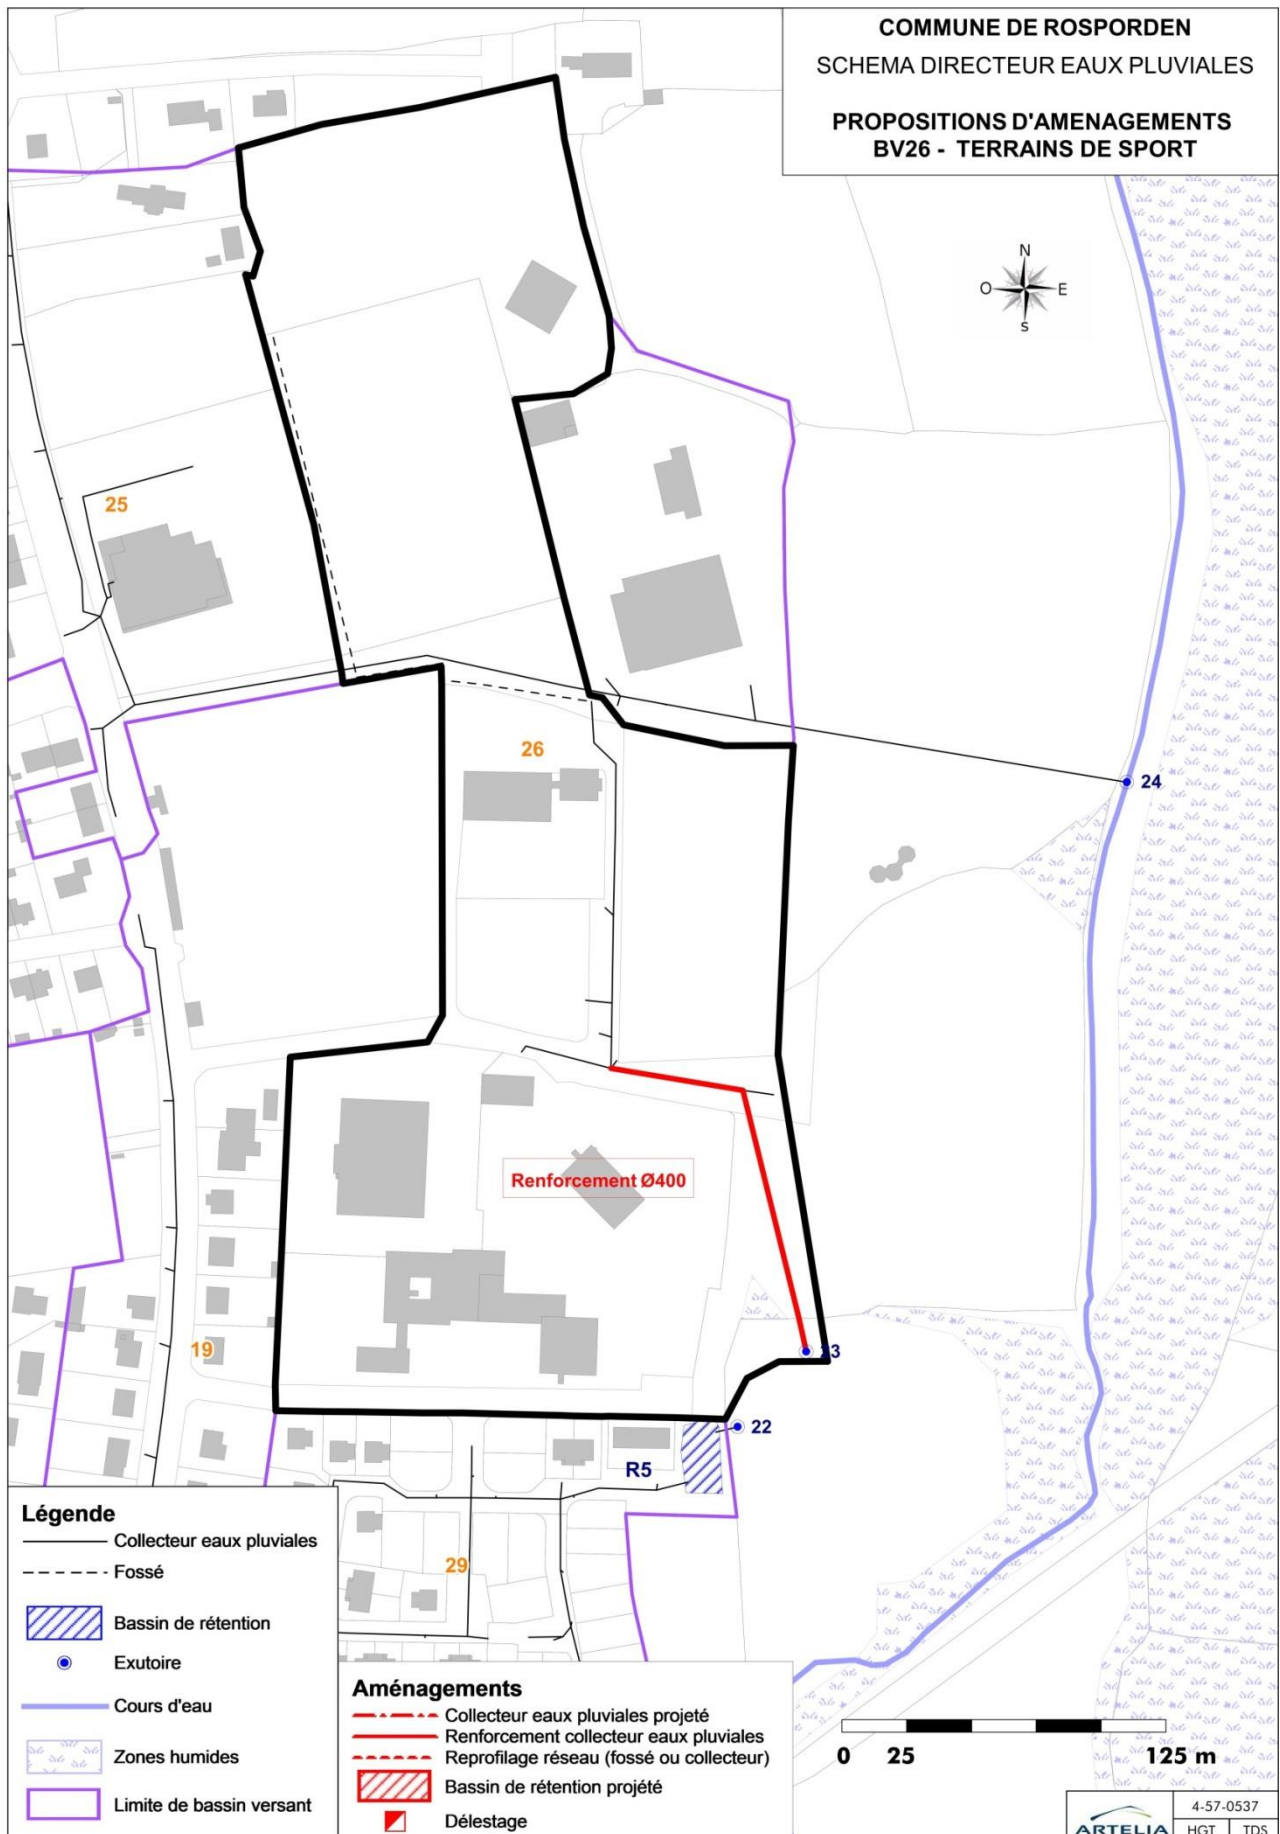 COMMUNE DE ROSPORDEN
SCHEMA DIRECTEUR EAUX PLUVIALES
PROPOSITIONS D'AMENAGEMENTS
BV26 - TERRAINS DE SPORT
N
O
E
S
25
26
24
Renforcement Ø400
19
23
22
R5
29
Légende
Collecteur eaux pluviales
Fossé
Bassin de rétention
Exutoire
Cours d'eau
Zones humides
Limite de bassin versant
Aménagements
Collecteur eaux pluviales projeté
Renforcement collecteur eaux pluviales
Reprofilage réseau (fossé ou collecteur)
Bassin de rétention projété
Délestage
0 25 125 m
ARTELIA
4-57-0537
HGT TDS